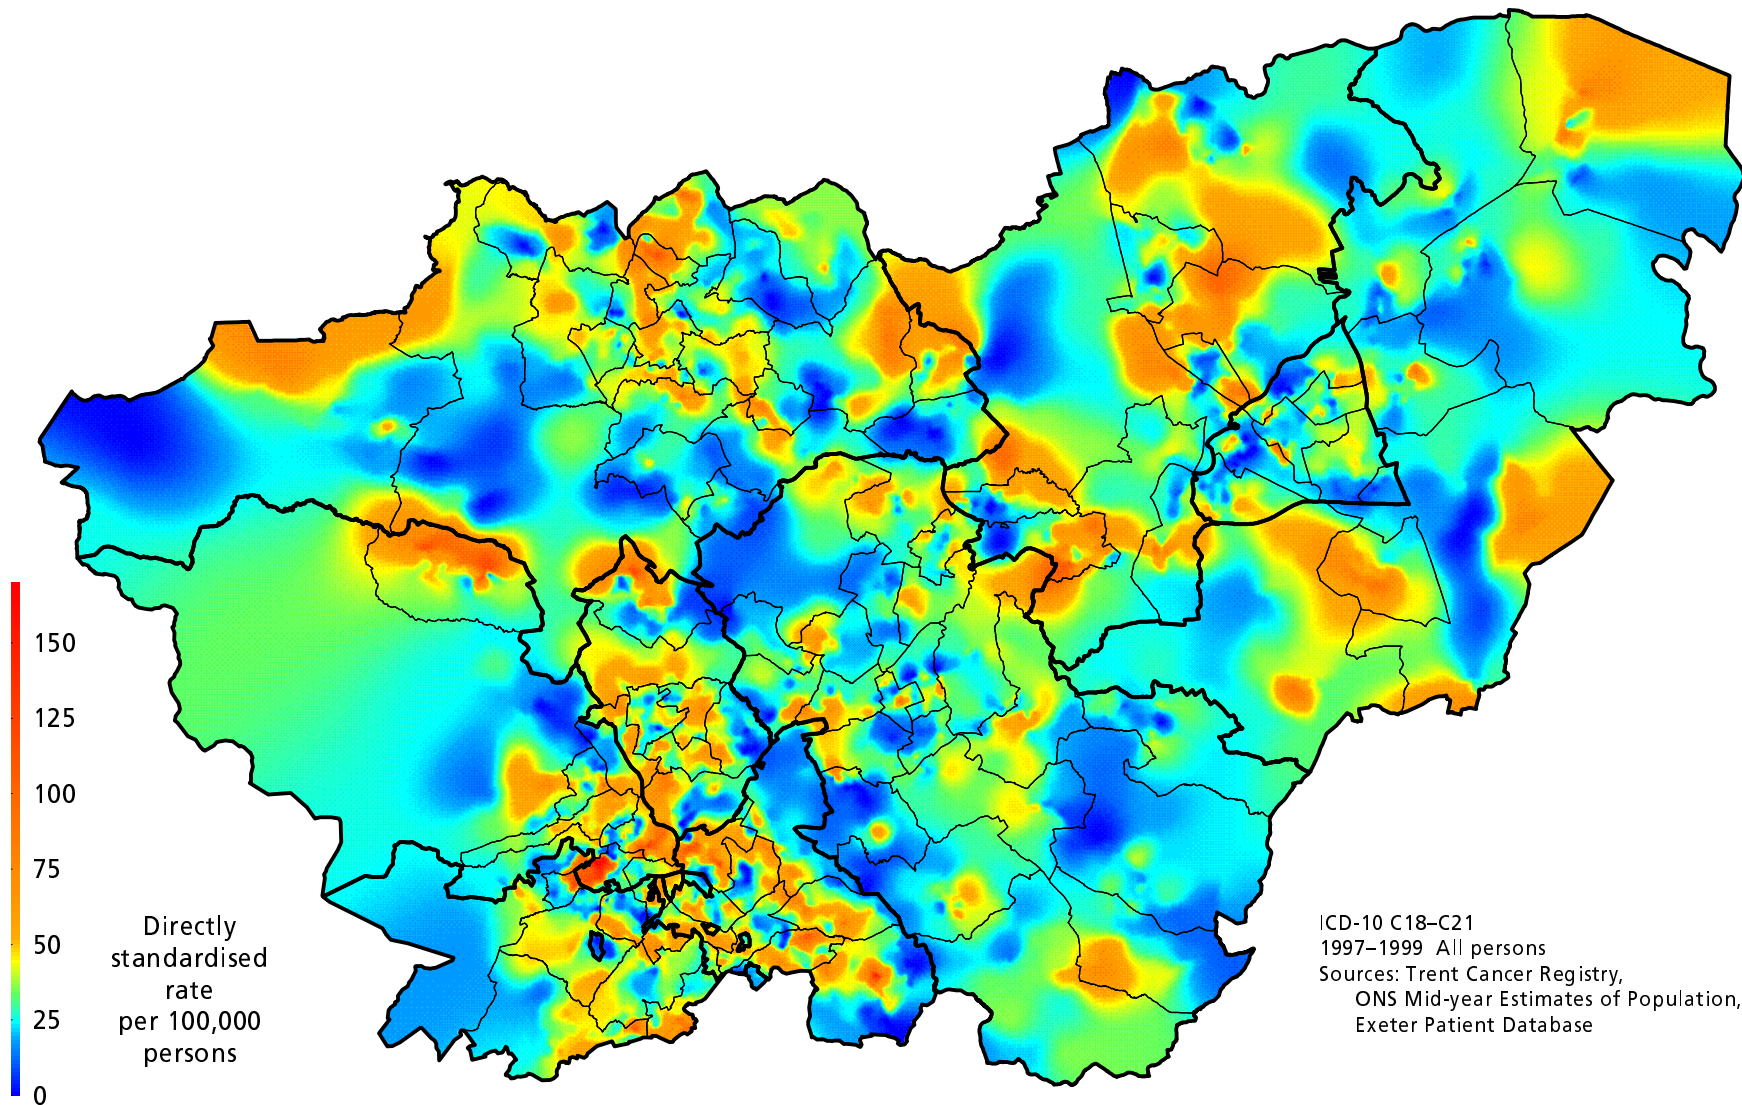 150
125
100
75
50
25
0
Directly
standardised
rate
per 100,000
persons
ICD-10 C18–C21
1997–1999 All persons
Sources: Trent Cancer Registry,
ONS Mid-year Estimates of Population,
Exeter Patient Database